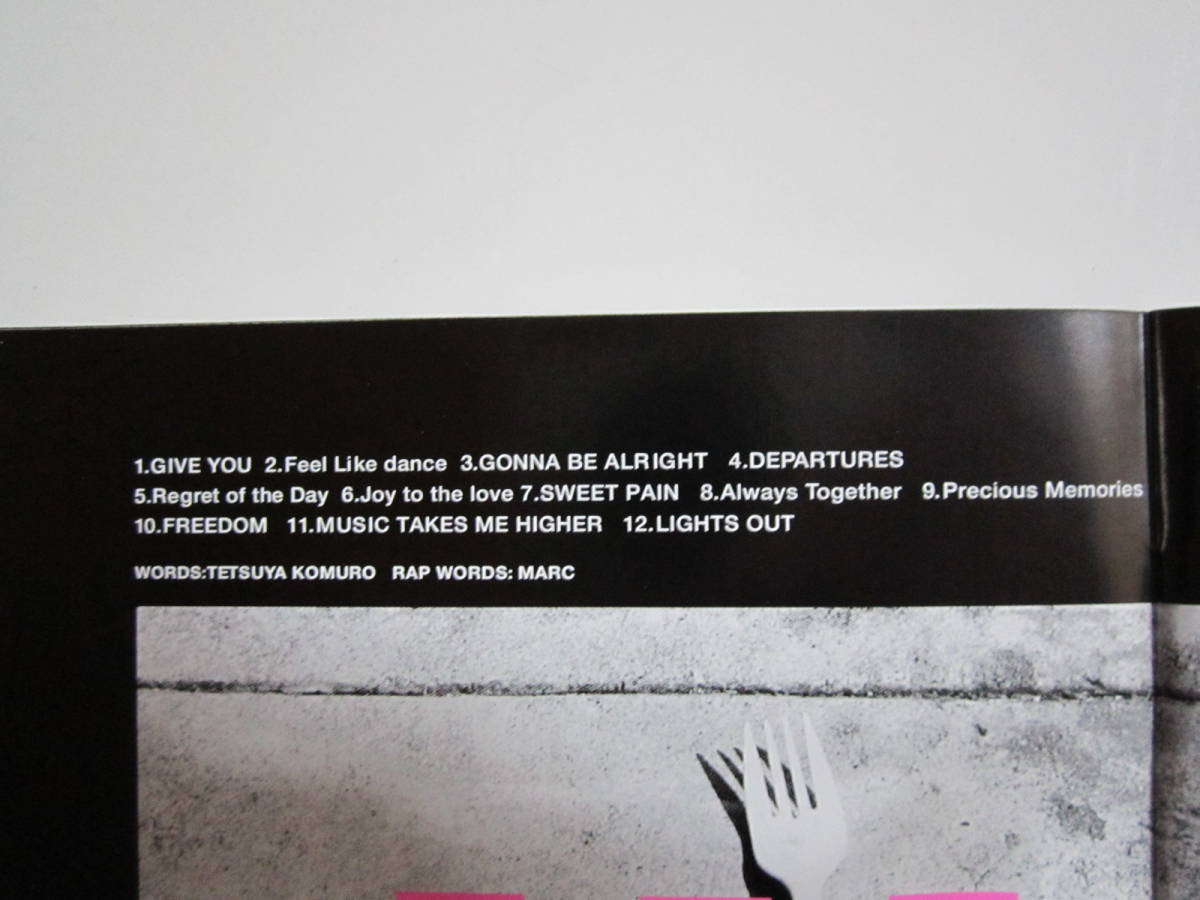 1.GIVE YOU 2.Feel Like dance 3.GONNA BE ALRIGHT 4.DEPARTURES
5.Regret of the Day 6.Joy to the love 7.SWEET PAIN 8.Always Together 9.Precious Memories
10.FREEDOM 11.MUSIC TAKES ME HIGHER 12.LIGHTS OUT
WORDS:TETSUYA KOMURO RAP WORDS: MARC